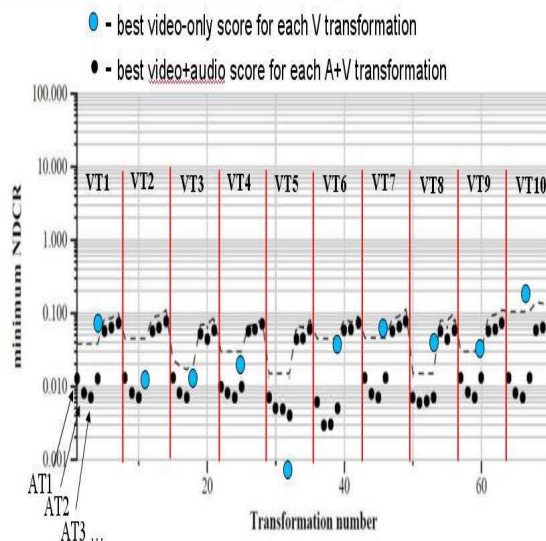 - best video-only score for each V transformation
- best video+audio score for each A+V transformation
100.000
10.000
1.000
0.100
0.010
0.001
minimum NDCR
VT1 VT2 VT3 VT4 VT5 VT6 VT7 VT8 VT9 VT10
AT1
AT2
AT3 ...
20 40 60
Transformation number